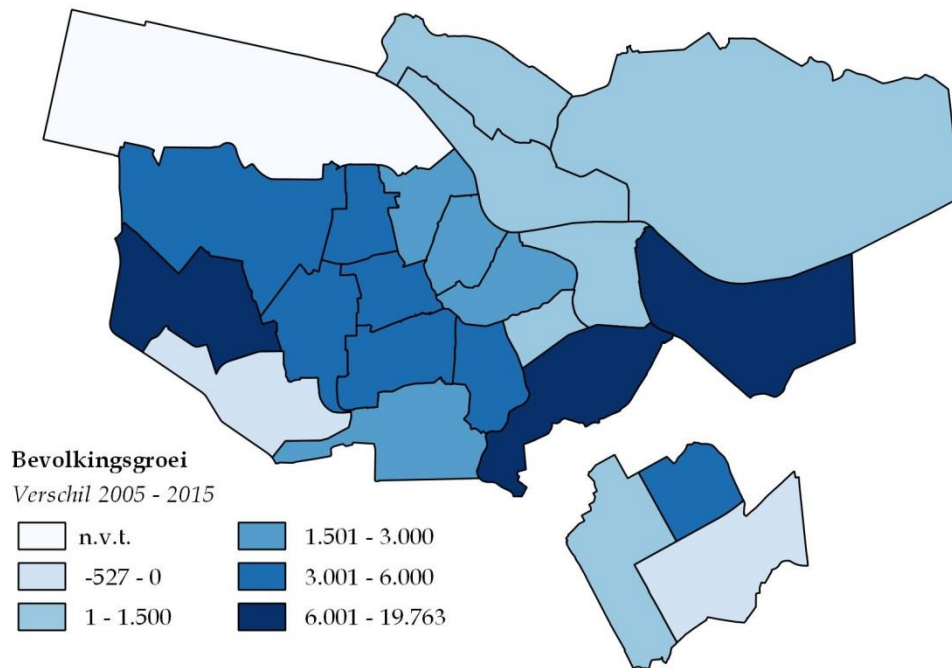 Bevolkingsgroei
Verschil 2005 - 2015
n.v.t.
-527 - 0
1 - 1.500
1.501 - 3.000
3.001 - 6.000
6.001 - 19.763